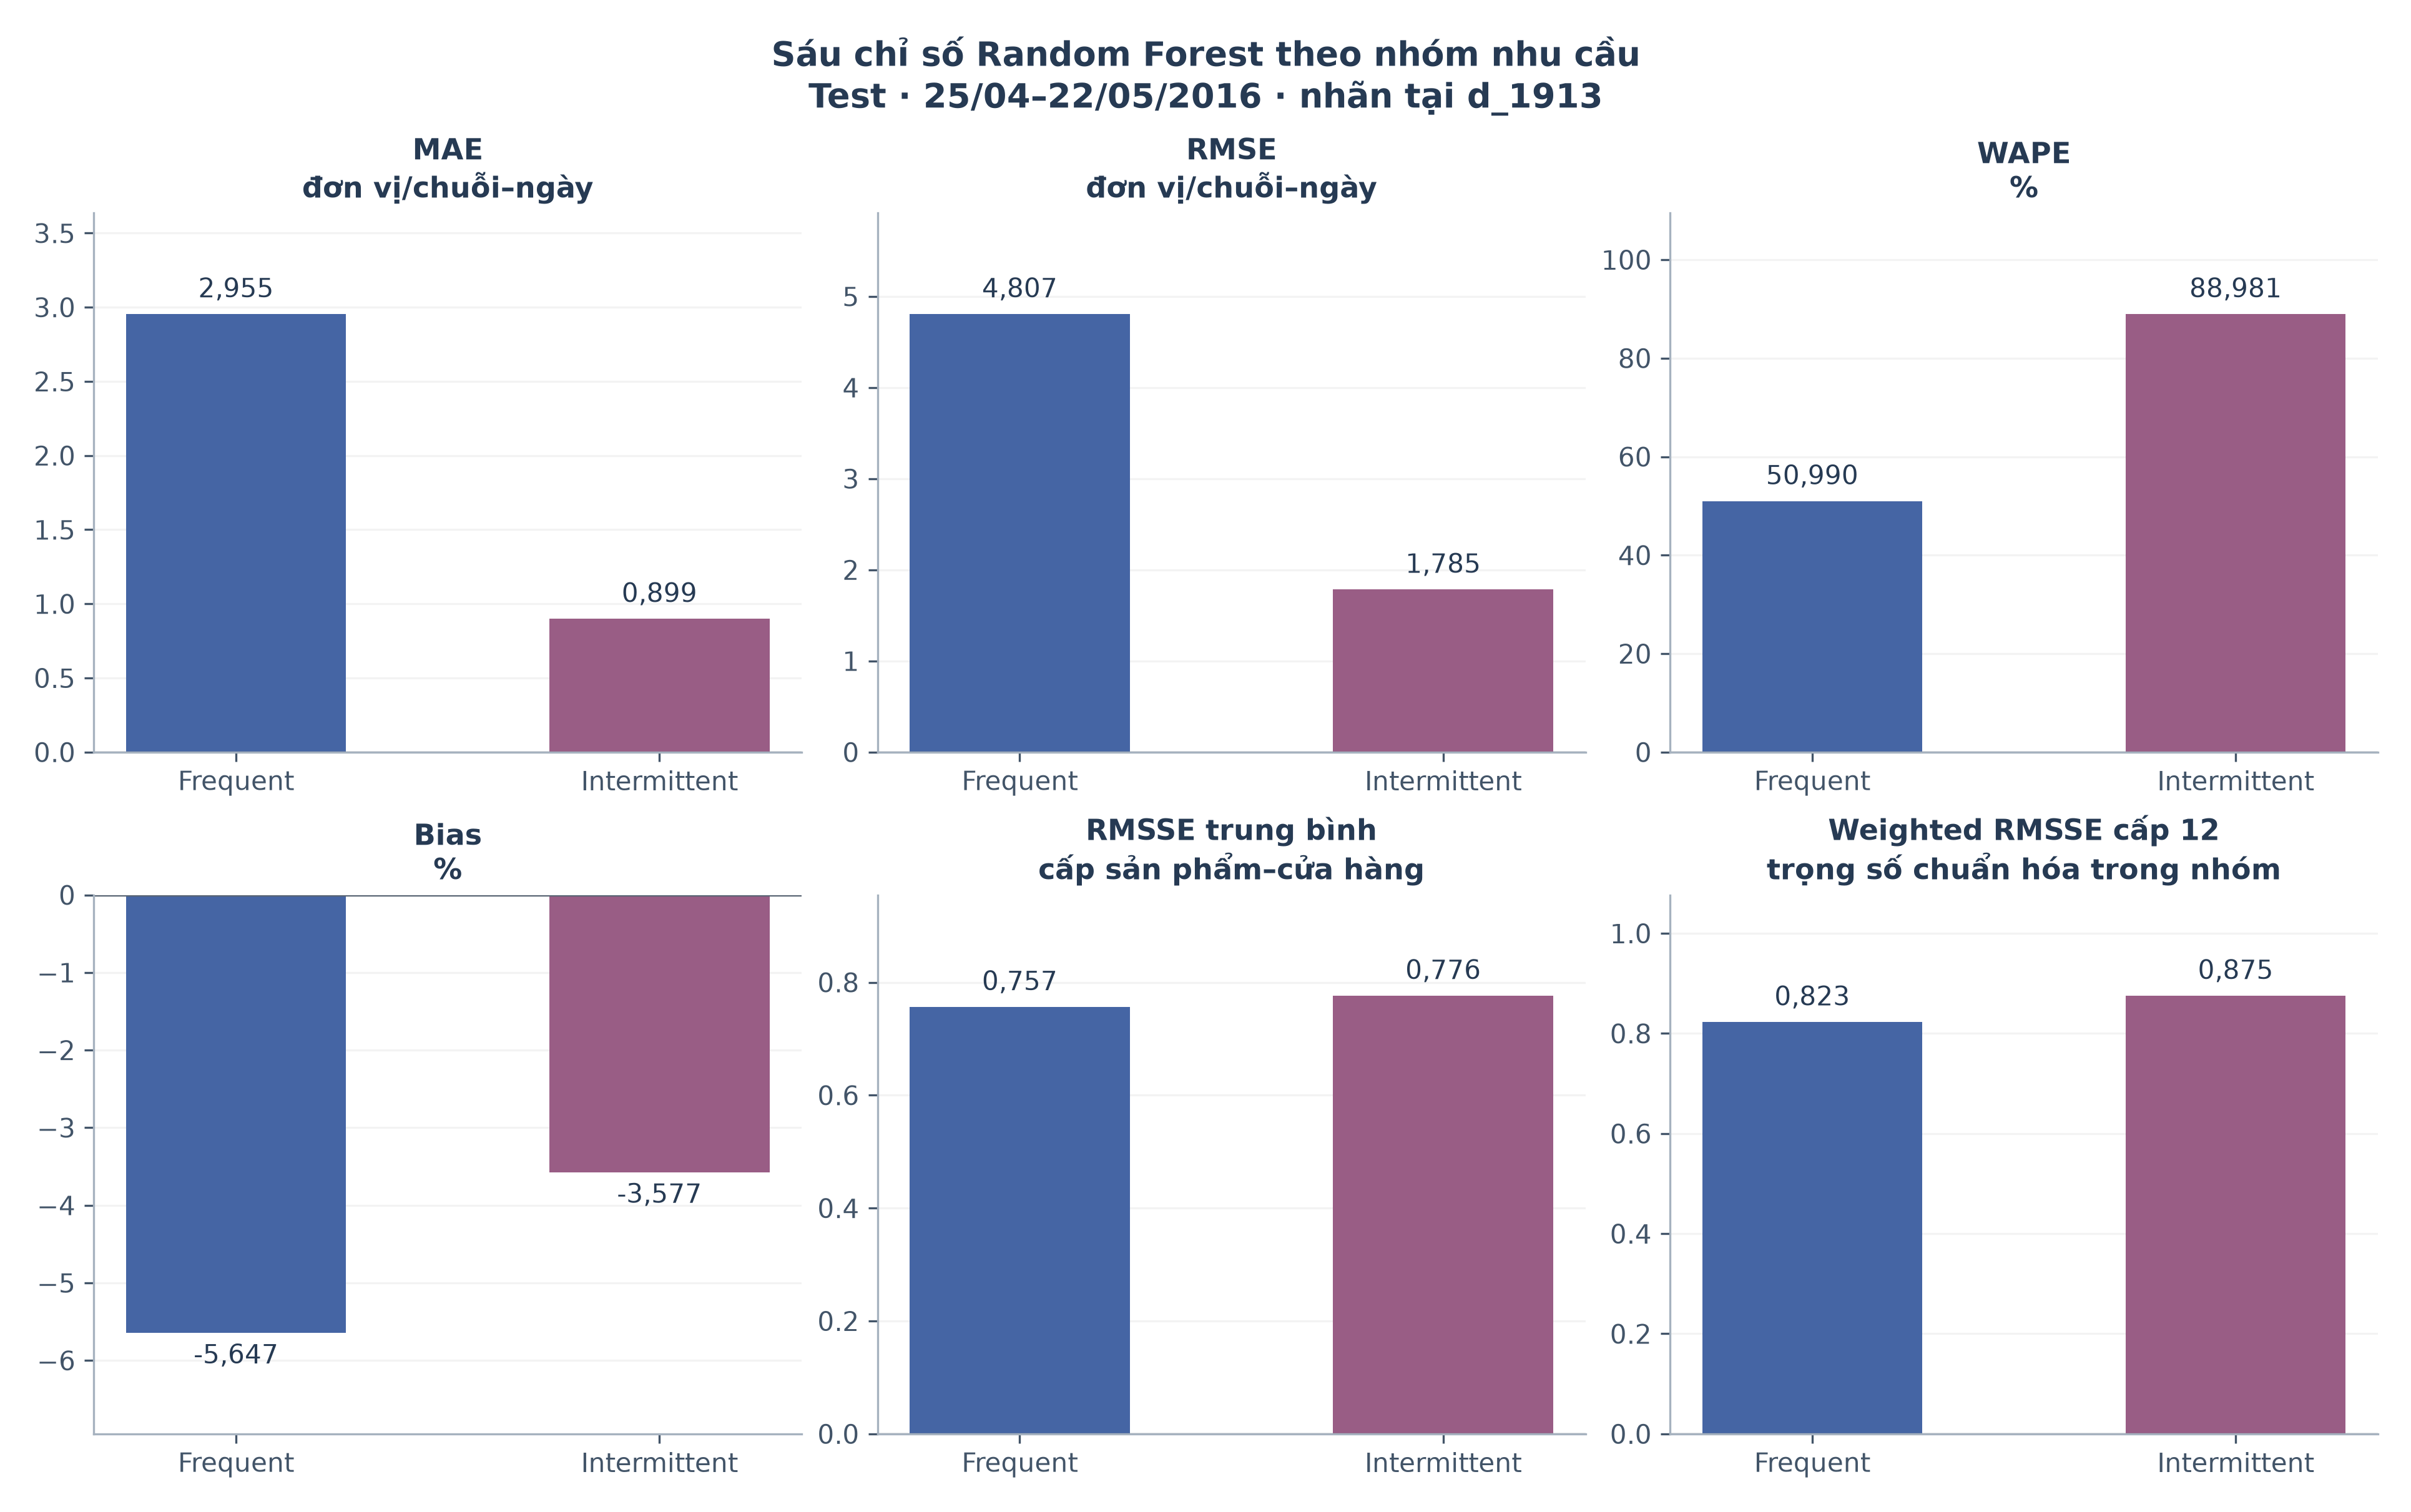 Sáu chỉ số Random Forest theo nhóm nhu cầu
Test · 25/04–22/05/2016 · nhãn tại d_1913
MAE
đơn vị/chuỗi–ngày
3.5
3.0
2.5
2.0
1.5
1.0
0.5
0.0
2,955
0,899
Frequent
Intermittent
RMSE
đơn vị/chuỗi–ngày
5
4
3
2
1
0
4,807
1,785
Frequent
Intermittent
WAPE
%
100
80
60
40
20
0
50,990
88,981
Frequent
Intermittent
Bias
%
0
−1
−2
−3
−4
−5
−6
-5,647
-3,577
Frequent
Intermittent
RMSSE trung bình
cấp sản phẩm–cửa hàng
0.8
0.6
0.4
0.2
0.0
0,757
0,776
Frequent
Intermittent
Weighted RMSSE cấp 12
trọng số chuẩn hóa trong nhóm
1.0
0.8
0.6
0.4
0.2
0.0
0,823
0,875
Frequent
Intermittent